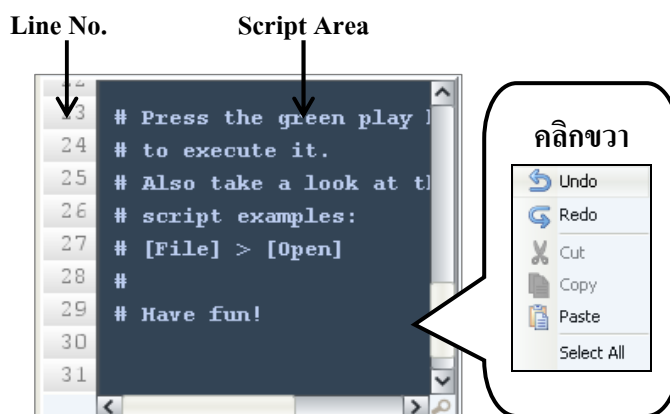 Line No. Script Area
23 # Press the green play
24 # to execute it.
25 # Also take a look at
26 # script examples:
27 # [File] > [Open]
28 #
29 # Have fun!
30
31
คลิกขวา
Undo
Redo
Cut
Copy
Paste
Select All